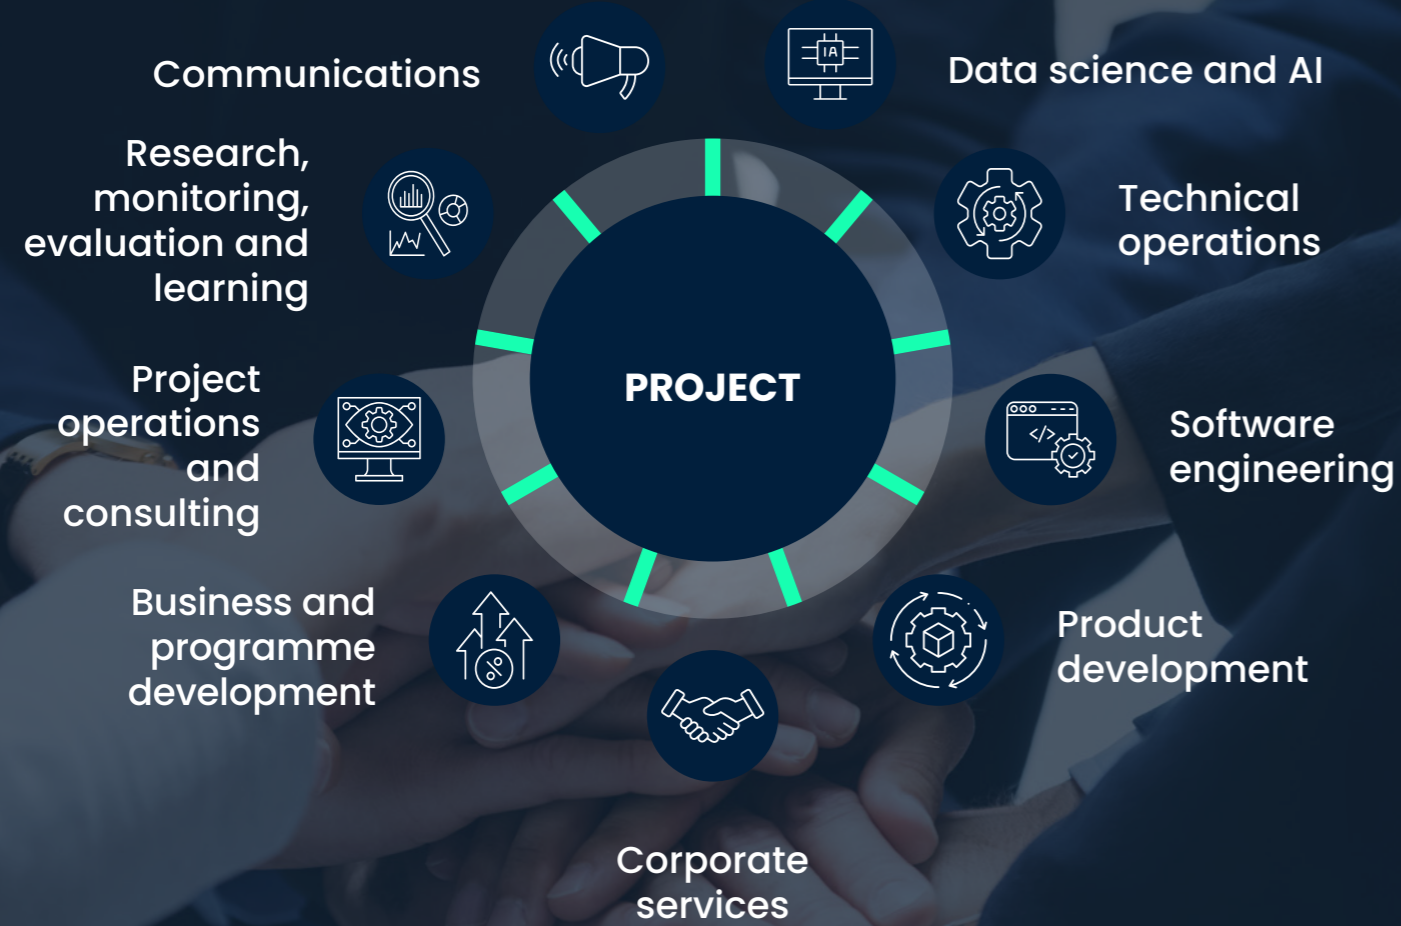 Communications
IA
Data science and AI
Research,
monitoring,
evaluation and
learning
Technical
operations
Project
operations
and
consulting
PROJECT
</>
Software
engineering
Business and
programme
development
%
Product
development
Corporate
services